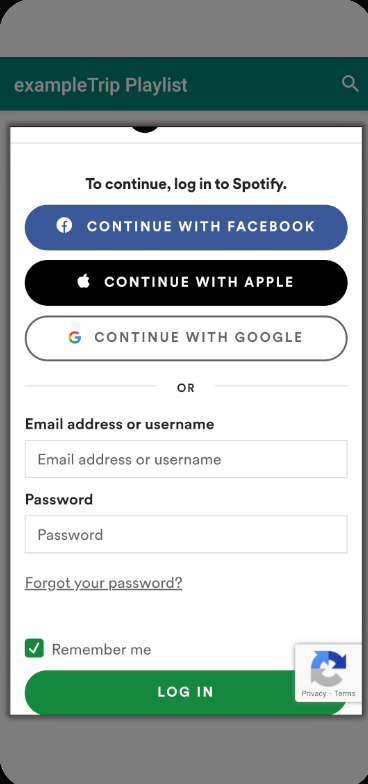 exampleTrip Playlist
To continue, log in to Spotify.
CONTINUE WITH FACEBOOK
CONTINUE WITH APPLE
CONTINUE WITH GOOGLE
OR
Email address or username
Email address or username
Password
Password
Forgot your password?
Remember me
LOG IN
Privacy - Terms